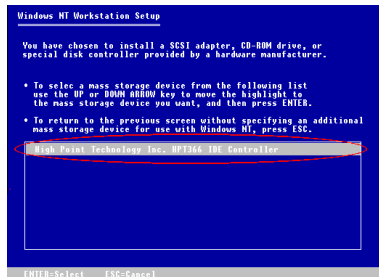 Windows NT Workstation Setup
You have chosen to install a SCSI adapter, CD-ROM drive, or
special disk controller provided by a hardware manufacturer.
• To selec a mass storage device from the following list
use the UP or DOWN ARROW key to move the highlight to
the mass storage device you want, and then press ENTER.
• To return to the previous screen without specifying an additional
mass storage device for use with Windows NT, press ESC.
High Point Technology Inc. HPT366 IDE Controller
ENTER=Select ESC=Cancel